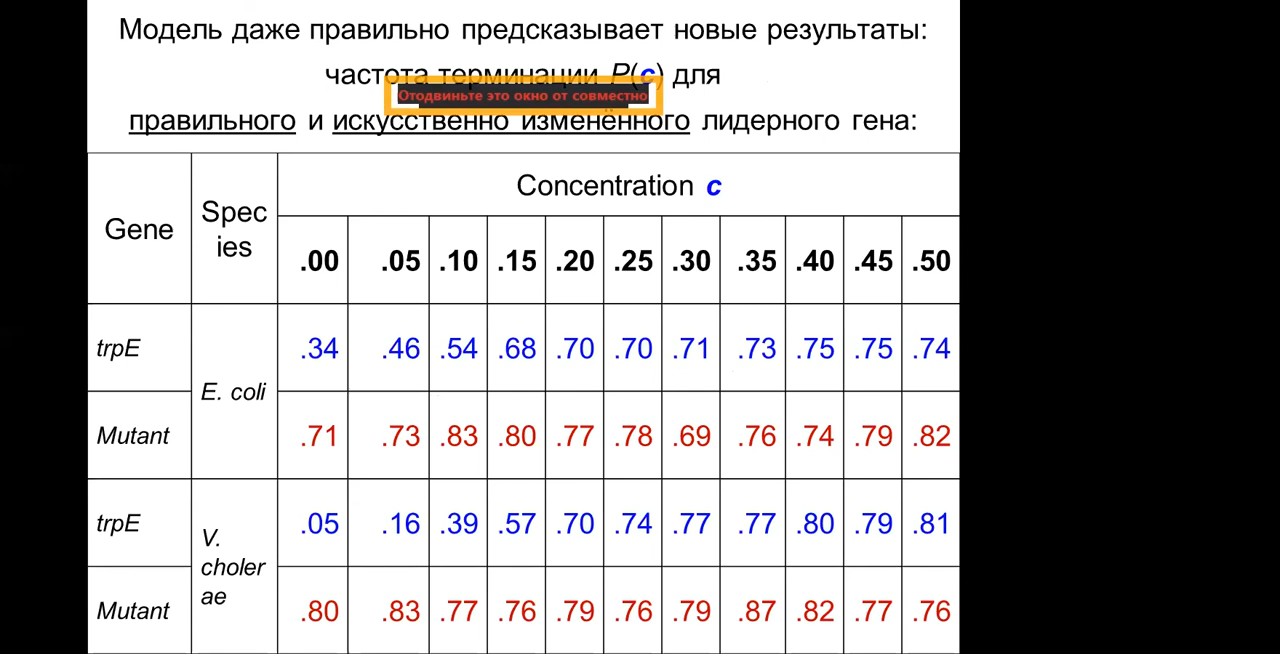 Модель даже правильно предсказывает новые результаты:
частота терминации P(c) для
Отодвиньте это окно от совместно
правильного и искусственно изменённого лидерного гена:
Gene Spec ies Concentration c
.00 .05 .10 .15 .20 .25 .30 .35 .40 .45 .50
trpE E. coli .34 .46 .54 .68 .70 .70 .71 .73 .75 .75 .74
Mutant .71 .73 .83 .80 .77 .78 .69 .76 .74 .79 .82
trpE V. choler ae .05 .16 .39 .57 .70 .74 .77 .77 .80 .79 .81
Mutant .80 .83 .77 .76 .79 .76 .79 .87 .82 .77 .76